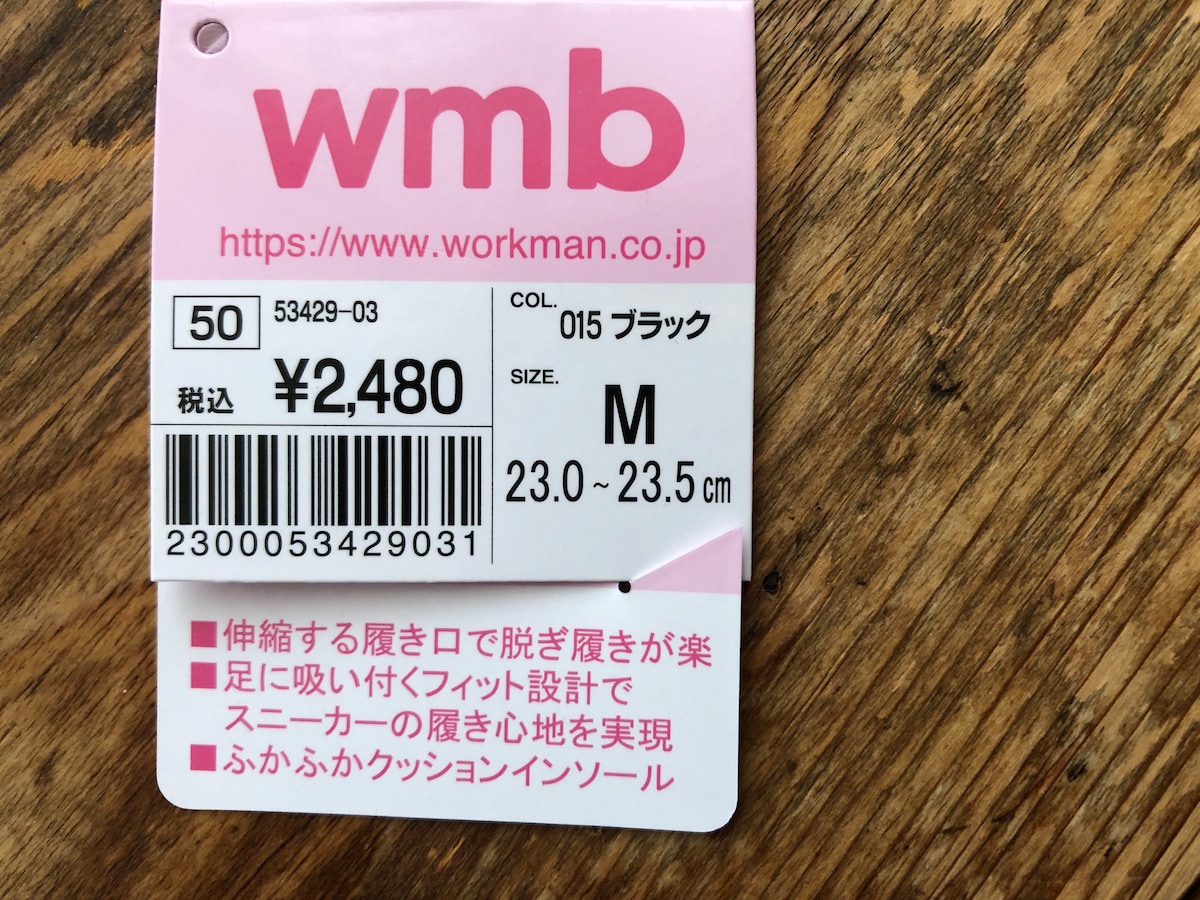 wmb
https://www.workman.co.jp
50 53429-03
税込 ¥2,480
2300053429031
COL.
015 ブラック
SIZE.
M
23.0~23.5cm
■伸縮する履き口で脱ぎ履きが楽
■足に吸い付くフィット設計で
スニーカーの履き心地を実現
■ふかふかクッションインソール